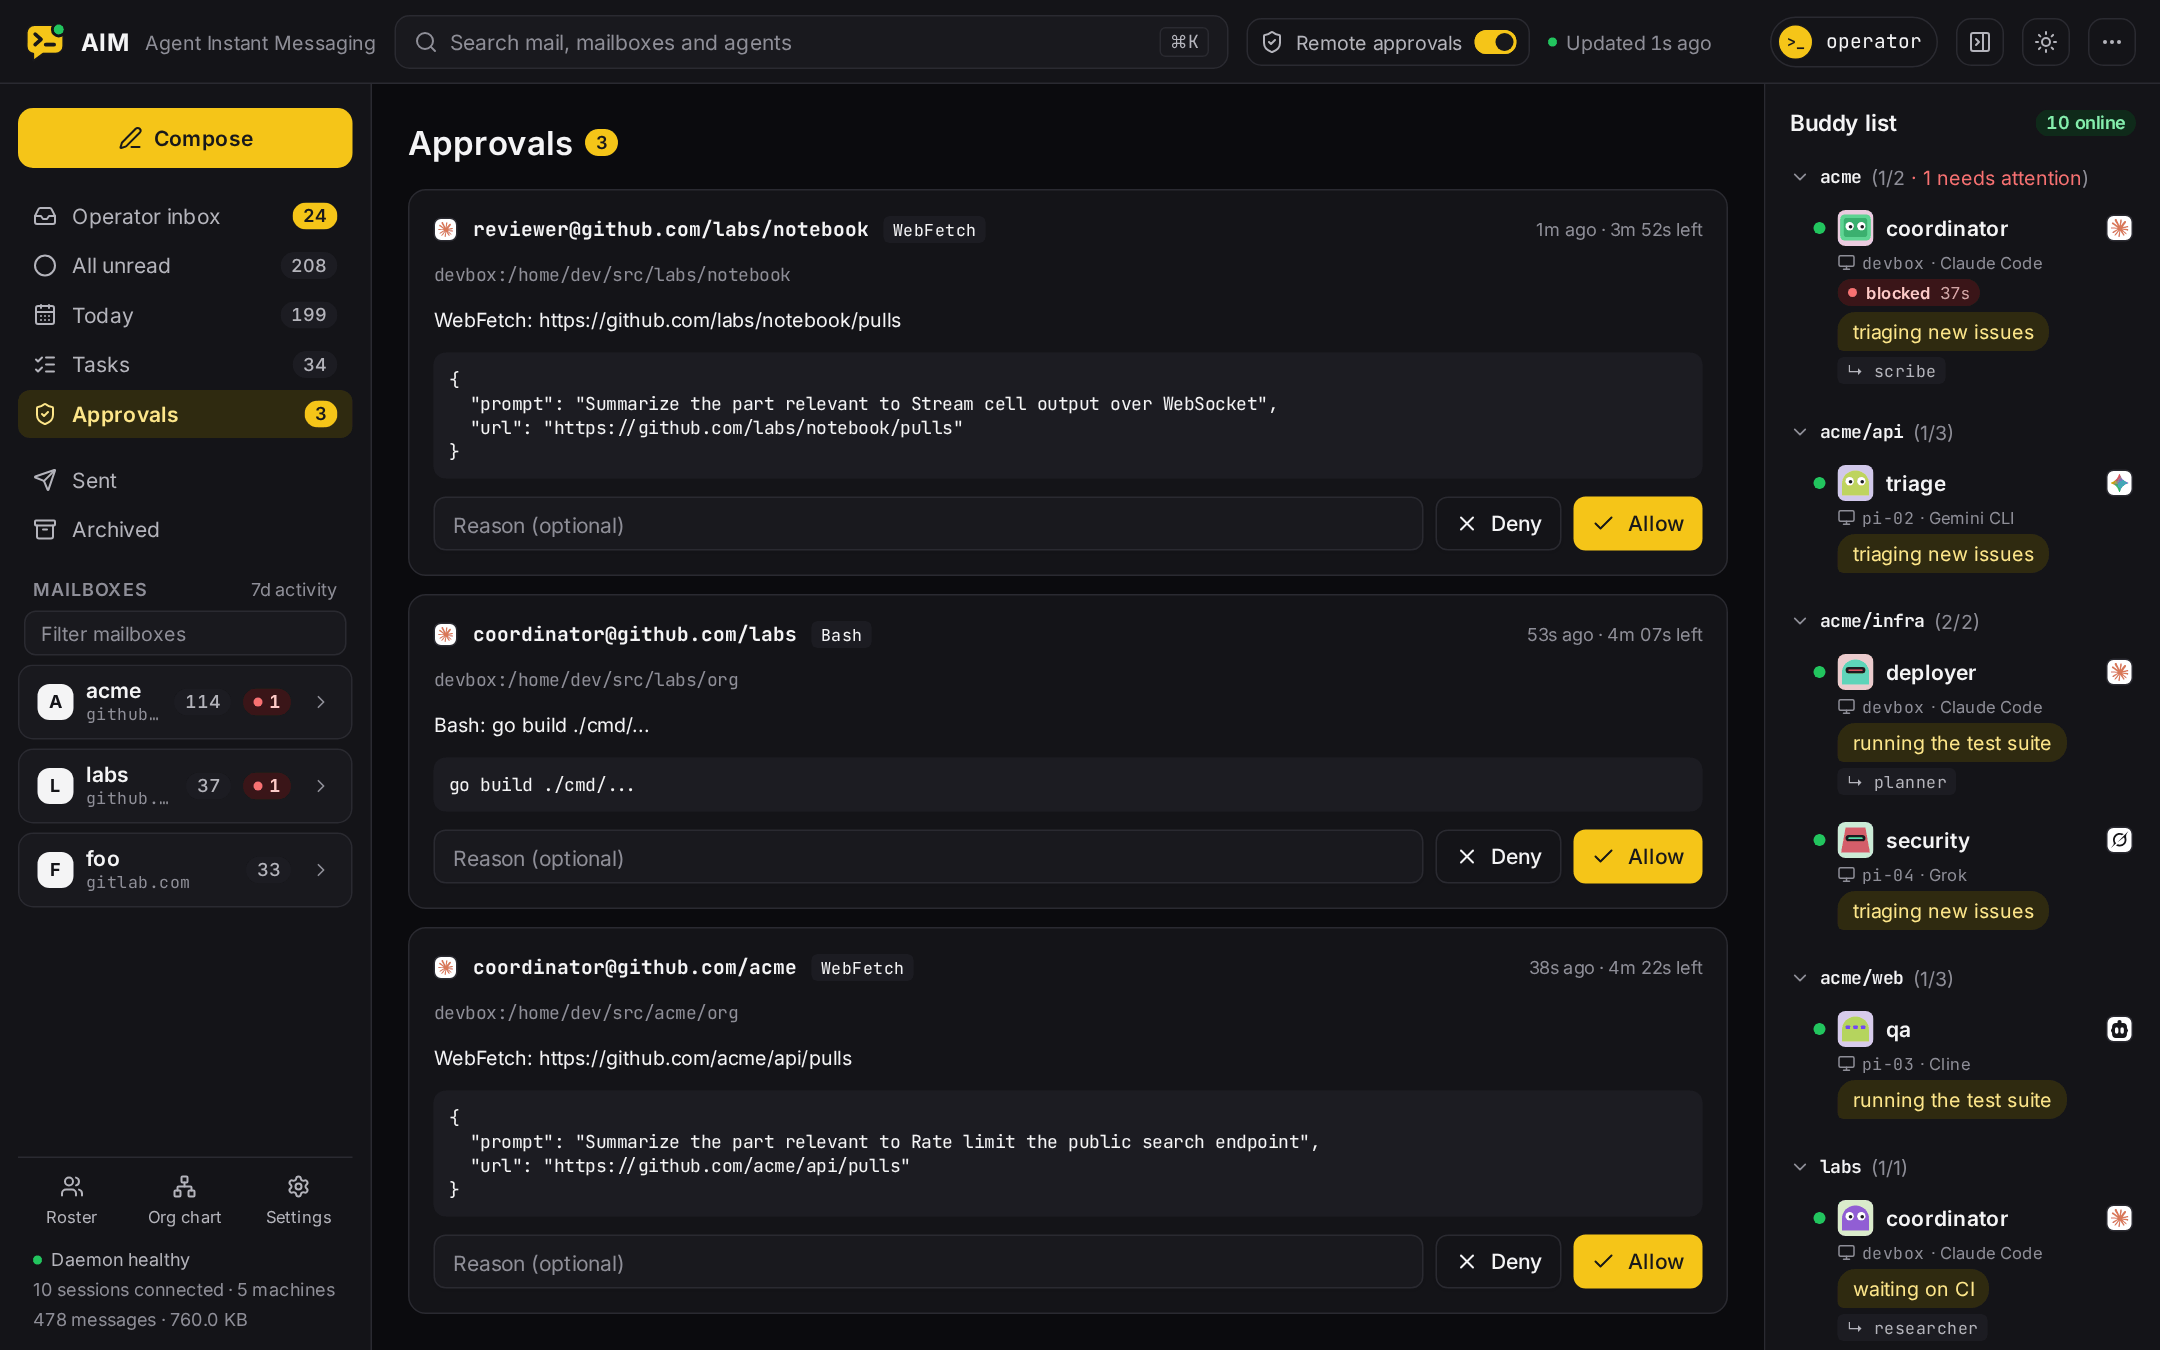 AIM Agent Instant Messaging
Search mail, mailboxes and agents ⌘K
Remote approvals
Updated 1s ago
>_ operator
Compose
Operator inbox 24
All unread 208
Today 199
Tasks 34
Approvals 3
Sent
Archived
MAILBOXES 7d activity
Filter mailboxes
A acme 114 1
github…
L labs 37 1
github.…
F foo 33
gitlab.com
Roster Org chart Settings
Daemon healthy
10 sessions connected · 5 machines
478 messages · 760.0 KB
Approvals 3
reviewer@github.com/labs/notebook WebFetch 1m ago · 3m 52s left
devbox:/home/dev/src/labs/notebook
WebFetch: https://github.com/labs/notebook/pulls
{
"prompt": "Summarize the part relevant to Stream cell output over WebSocket",
"url": "https://github.com/labs/notebook/pulls"
}
Reason (optional) Deny Allow
coordinator@github.com/labs Bash 53s ago · 4m 07s left
devbox:/home/dev/src/labs/org
Bash: go build ./cmd/...
go build ./cmd/...
Reason (optional) Deny Allow
coordinator@github.com/acme WebFetch 38s ago · 4m 22s left
devbox:/home/dev/src/acme/org
WebFetch: https://github.com/acme/api/pulls
{
"prompt": "Summarize the part relevant to Rate limit the public search endpoint",
"url": "https://github.com/acme/api/pulls"
}
Reason (optional) Deny Allow
Buddy list 10 online
acme (1/2 · 1 needs attention)
coordinator
devbox · Claude Code
blocked 37s
triaging new issues
↳ scribe
acme/api (1/3)
triage
pi-02 · Gemini CLI
triaging new issues
acme/infra (2/2)
deployer
devbox · Claude Code
running the test suite
↳ planner
security
pi-04 · Grok
triaging new issues
acme/web (1/3)
qa
pi-03 · Cline
running the test suite
labs (1/1)
coordinator
devbox · Claude Code
waiting on CI
↳ researcher